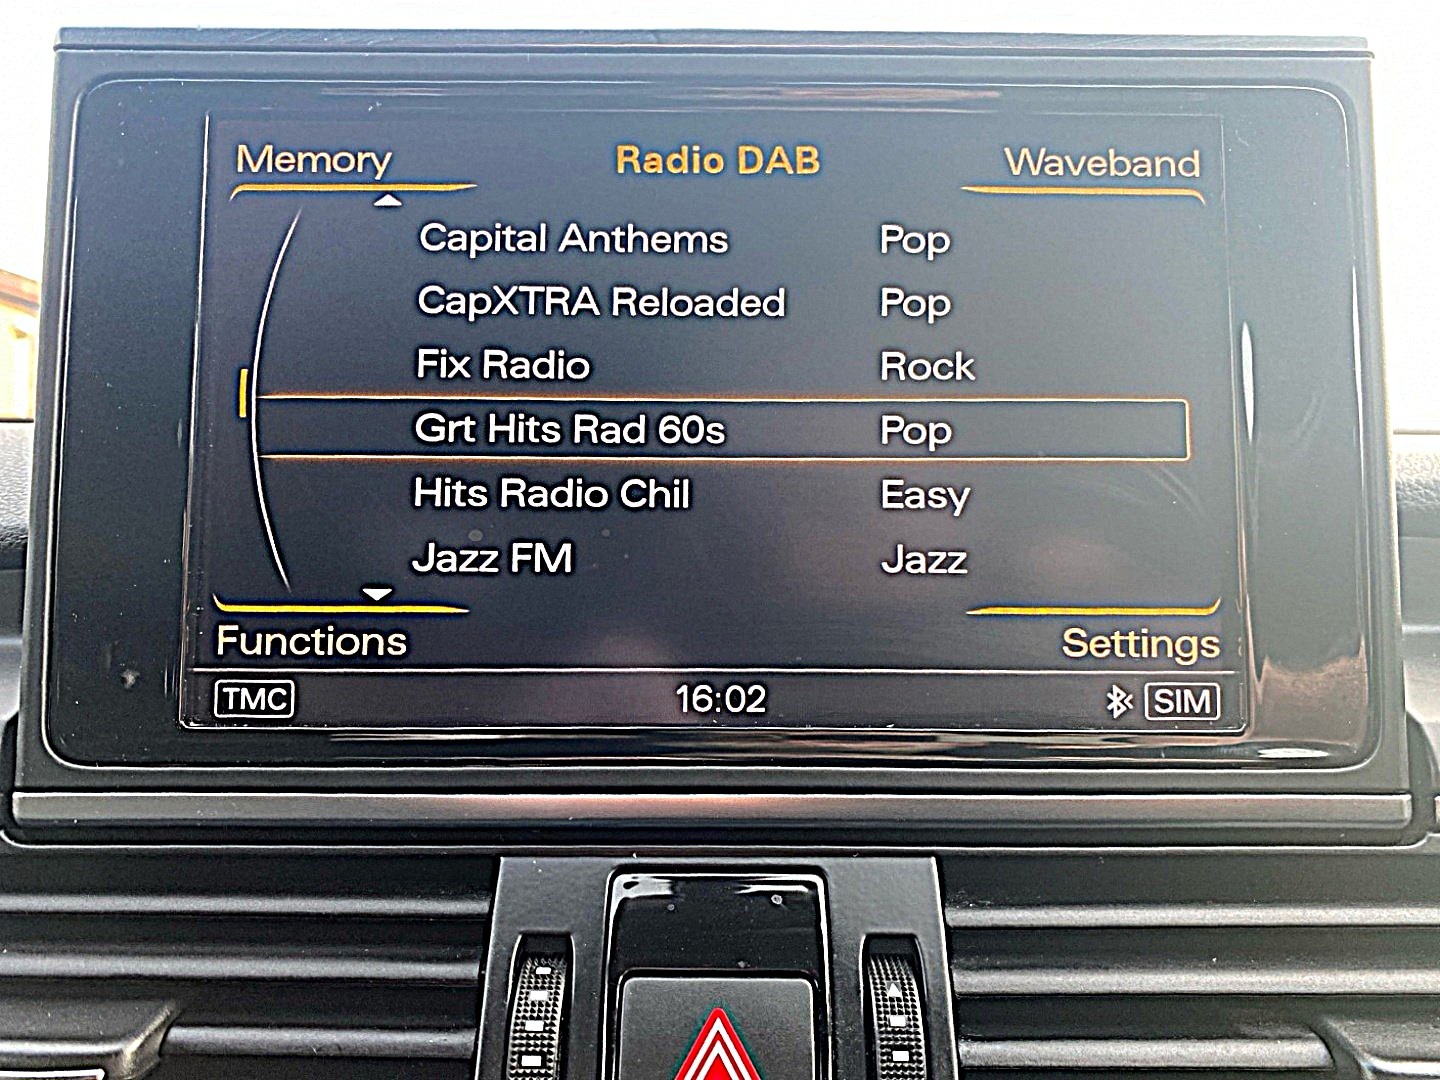 Memory Radio DAB Waveband
Capital Anthems Pop
CapXTRA Reloaded Pop
Fix Radio Rock
Grt Hits Rad 60s Pop
Hits Radio Chil Easy
Jazz FM Jazz
Functions Settings
TMC 16:02 SIM